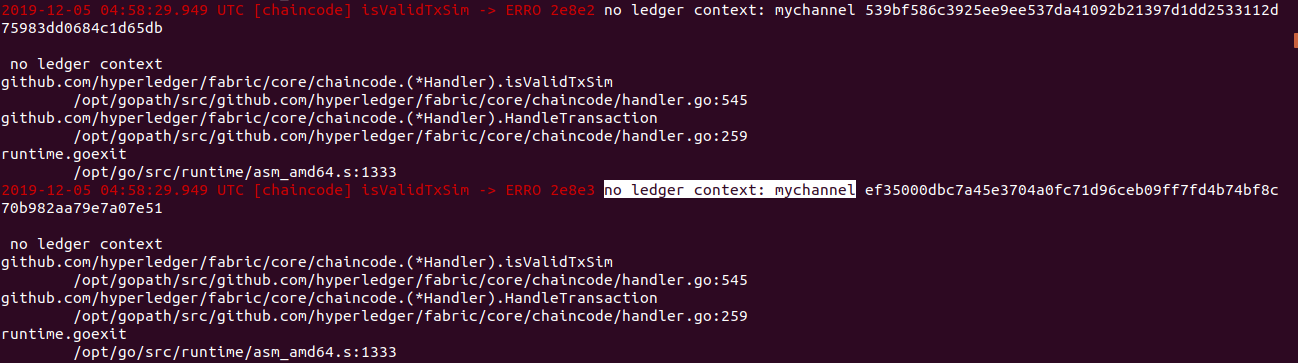 2019-12-05 04:58:29.949 UTC [chaincode] isValidTxSim -> ERRO 2e8e2 no ledger context: mychannel 539bf586c3925ee9ee537da41092b21397d1dd2533112d
75983dd0684c1d65db
no ledger context
github.com/hyperledger/fabric/core/chaincode.(*Handler).isValidTxSim
/opt/gopath/src/github.com/hyperledger/fabric/core/chaincode/handler.go:545
github.com/hyperledger/fabric/core/chaincode.(*Handler).HandleTransaction
/opt/gopath/src/github.com/hyperledger/fabric/core/chaincode/handler.go:259
runtime.goexit
/opt/go/src/runtime/asm_amd64.s:1333
2019-12-05 04:58:29.949 UTC [chaincode] isValidTxSim -> ERRO 2e8e3 no ledger context: mychannel ef35000dbc7a45e3704a0fc71d96ceb09ff7fd4b74bf8c
70b982aa79e7a07e51
no ledger context
github.com/hyperledger/fabric/core/chaincode.(*Handler).isValidTxSim
/opt/gopath/src/github.com/hyperledger/fabric/core/chaincode/handler.go:545
github.com/hyperledger/fabric/core/chaincode.(*Handler).HandleTransaction
/opt/gopath/src/github.com/hyperledger/fabric/core/chaincode/handler.go:259
runtime.goexit
/opt/go/src/runtime/asm_amd64.s:1333